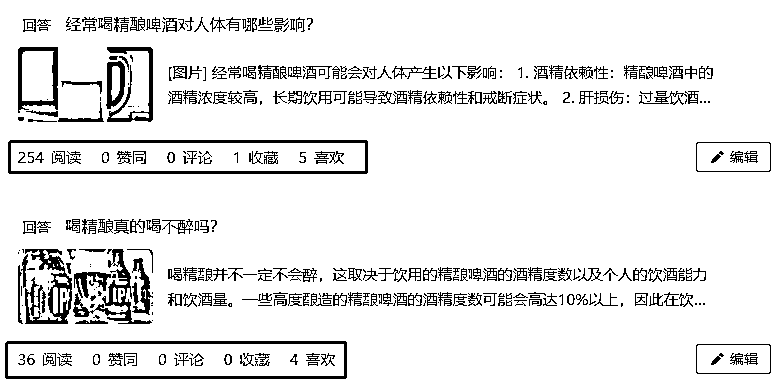 回答 经常喝精酿啤酒对人体有哪些影响?
[图片] 经常喝精酿啤酒可能会对人体产生以下影响： 1. 酒精依赖性：精酿啤酒中的
酒精浓度较高，长期饮用可能导致酒精依赖性和戒断症状。 2. 肝损伤：过量饮酒...
254 阅读 0 赞同 0 评论 1 收藏 5 喜欢
编辑
回答 喝精酿真的喝不醉吗?
喝精酿并不一定不会醉，这取决于饮用的精酿啤酒的酒精度数以及个人的饮酒能力
和饮酒量。一些高度酿造的精酿啤酒的酒精度数可能会高达10%以上，因此在饮...
36 阅读 0 赞同 0 评论 0 收藏 4 喜欢
编辑